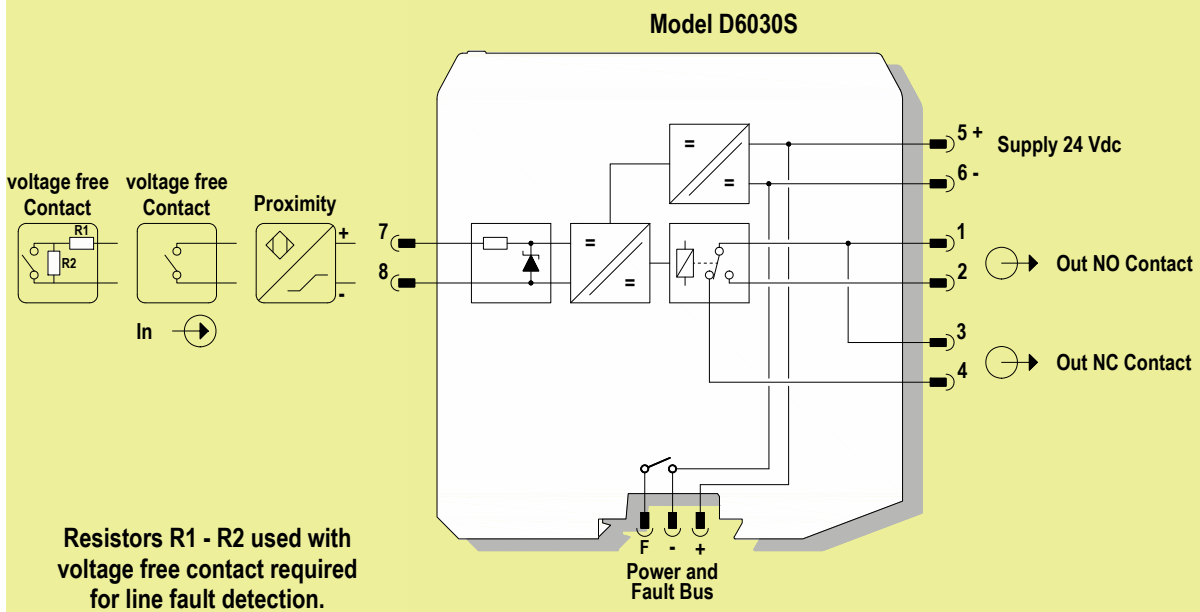 Model D6030S
5 +
Supply 24 Vdc
6 -
voltage free
Contact
voltage free
Contact
Proximity
R1
R2
+
-
7
8
=
=
=
=
1
2
Out NO Contact
3
4
Out NC Contact
In
F - +
Power and
Fault Bus
Resistors R1 - R2 used with
voltage free contact required
for line fault detection.